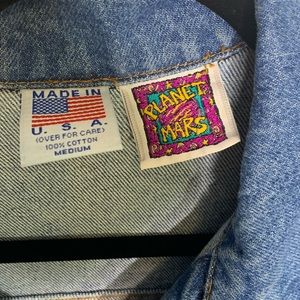 MADE IN
U. S. A.
(OVER FOR CARE)
100% COTTON
MEDIUM
PLANET
MARS